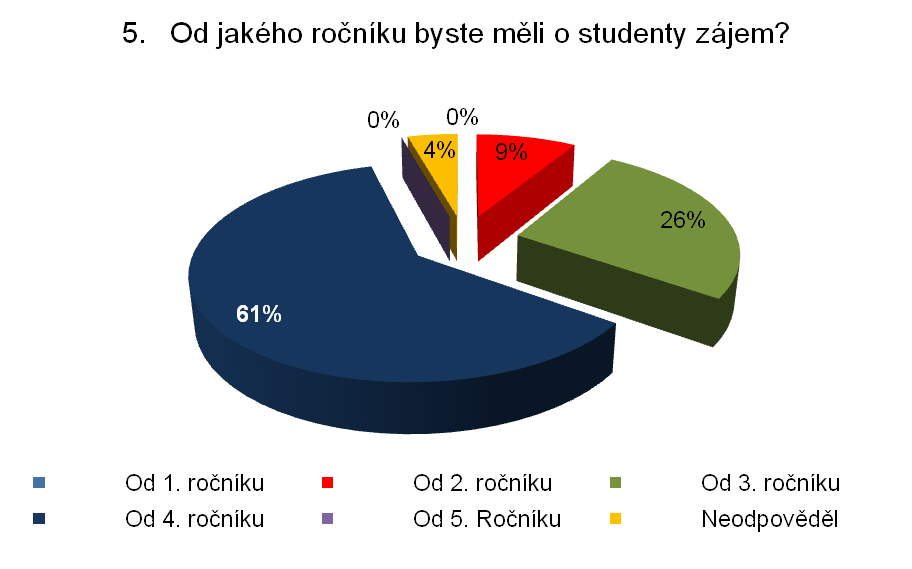 5. Od jakého ročníku byste měli o studenty zájem?
0%
0%
4%
9%
26%
61%
Od 1. ročníku Od 2. ročníku Od 3. ročníku
Od 4. ročníku Od 5. Ročníku Neodpověděl